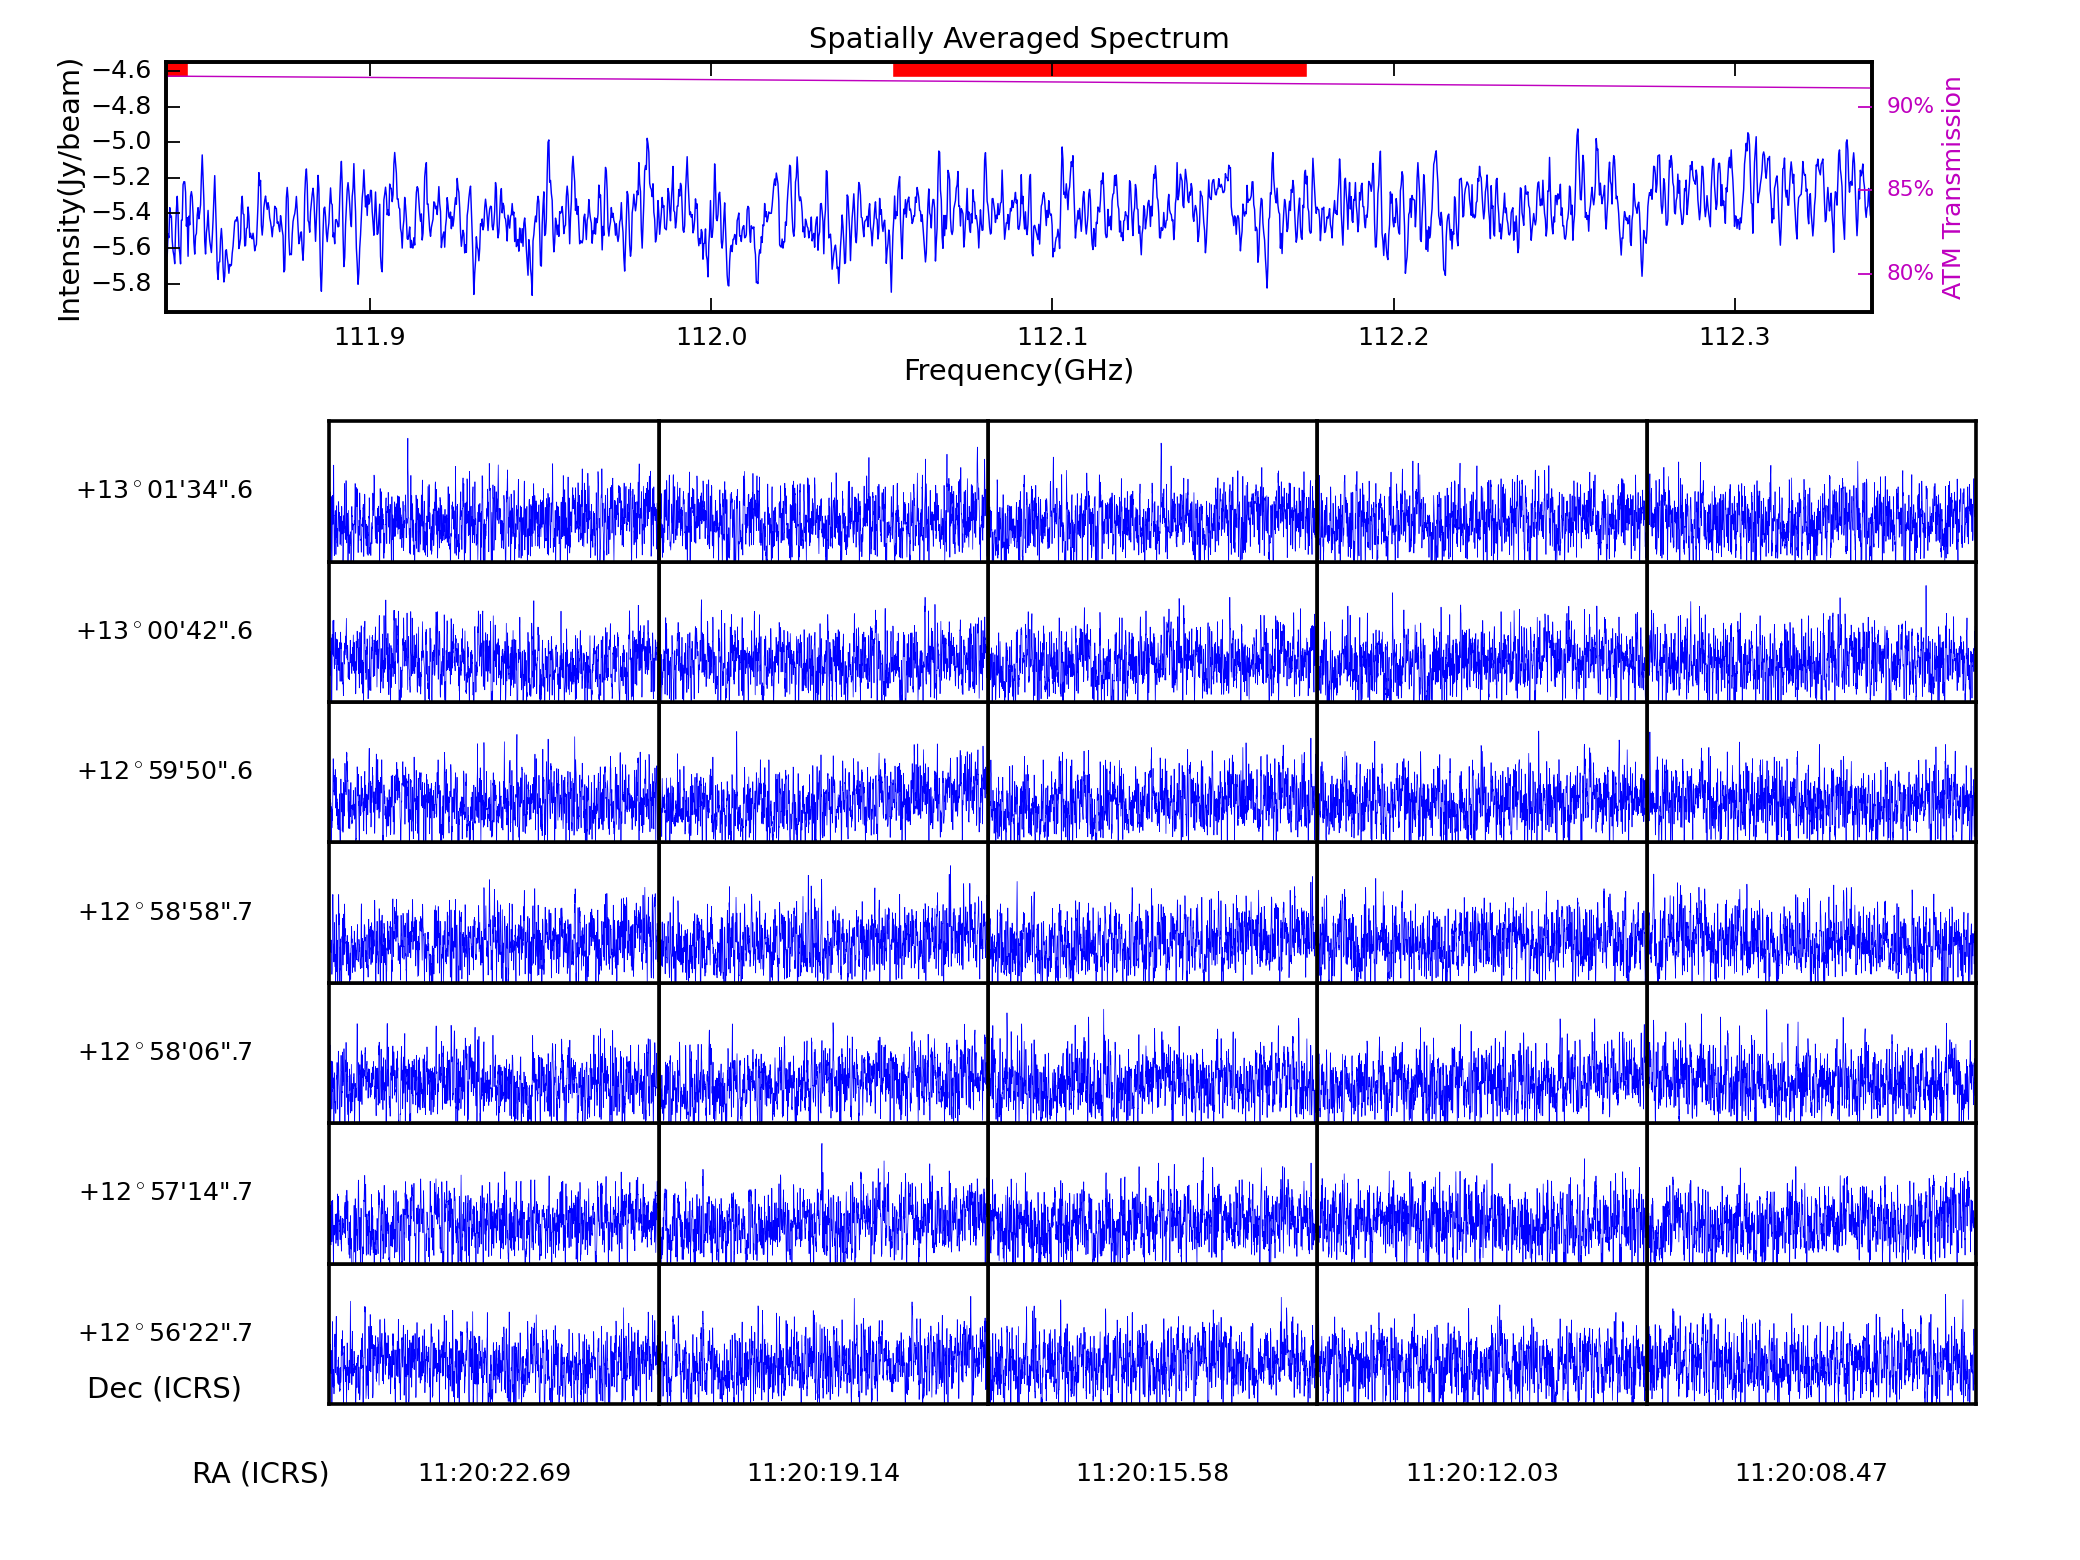 Spatially Averaged Spectrum
Intensity(Jy/beam)
−4.6
−4.8
−5.0
−5.2
−5.4
−5.6
−5.8
90%
85%
80%
ATM Transmission
111.9 112.0 112.1 112.2 112.3
Frequency(GHz)
+13°01'34".6
+13°00'42".6
+12°59'50".6
+12°58'58".7
+12°58'06".7
+12°57'14".7
+12°56'22".7
Dec (ICRS)
RA (ICRS) 11:20:22.69 11:20:19.14 11:20:15.58 11:20:12.03 11:20:08.47